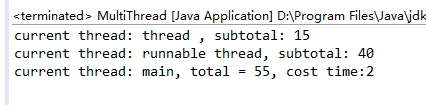 <terminated> MultiThread [Java Application] D:\Program Files\Java\jdk
current thread: thread , subtotal: 15
current thread: runnable thread, subtotal: 40
current thread: main, total = 55, cost time:2